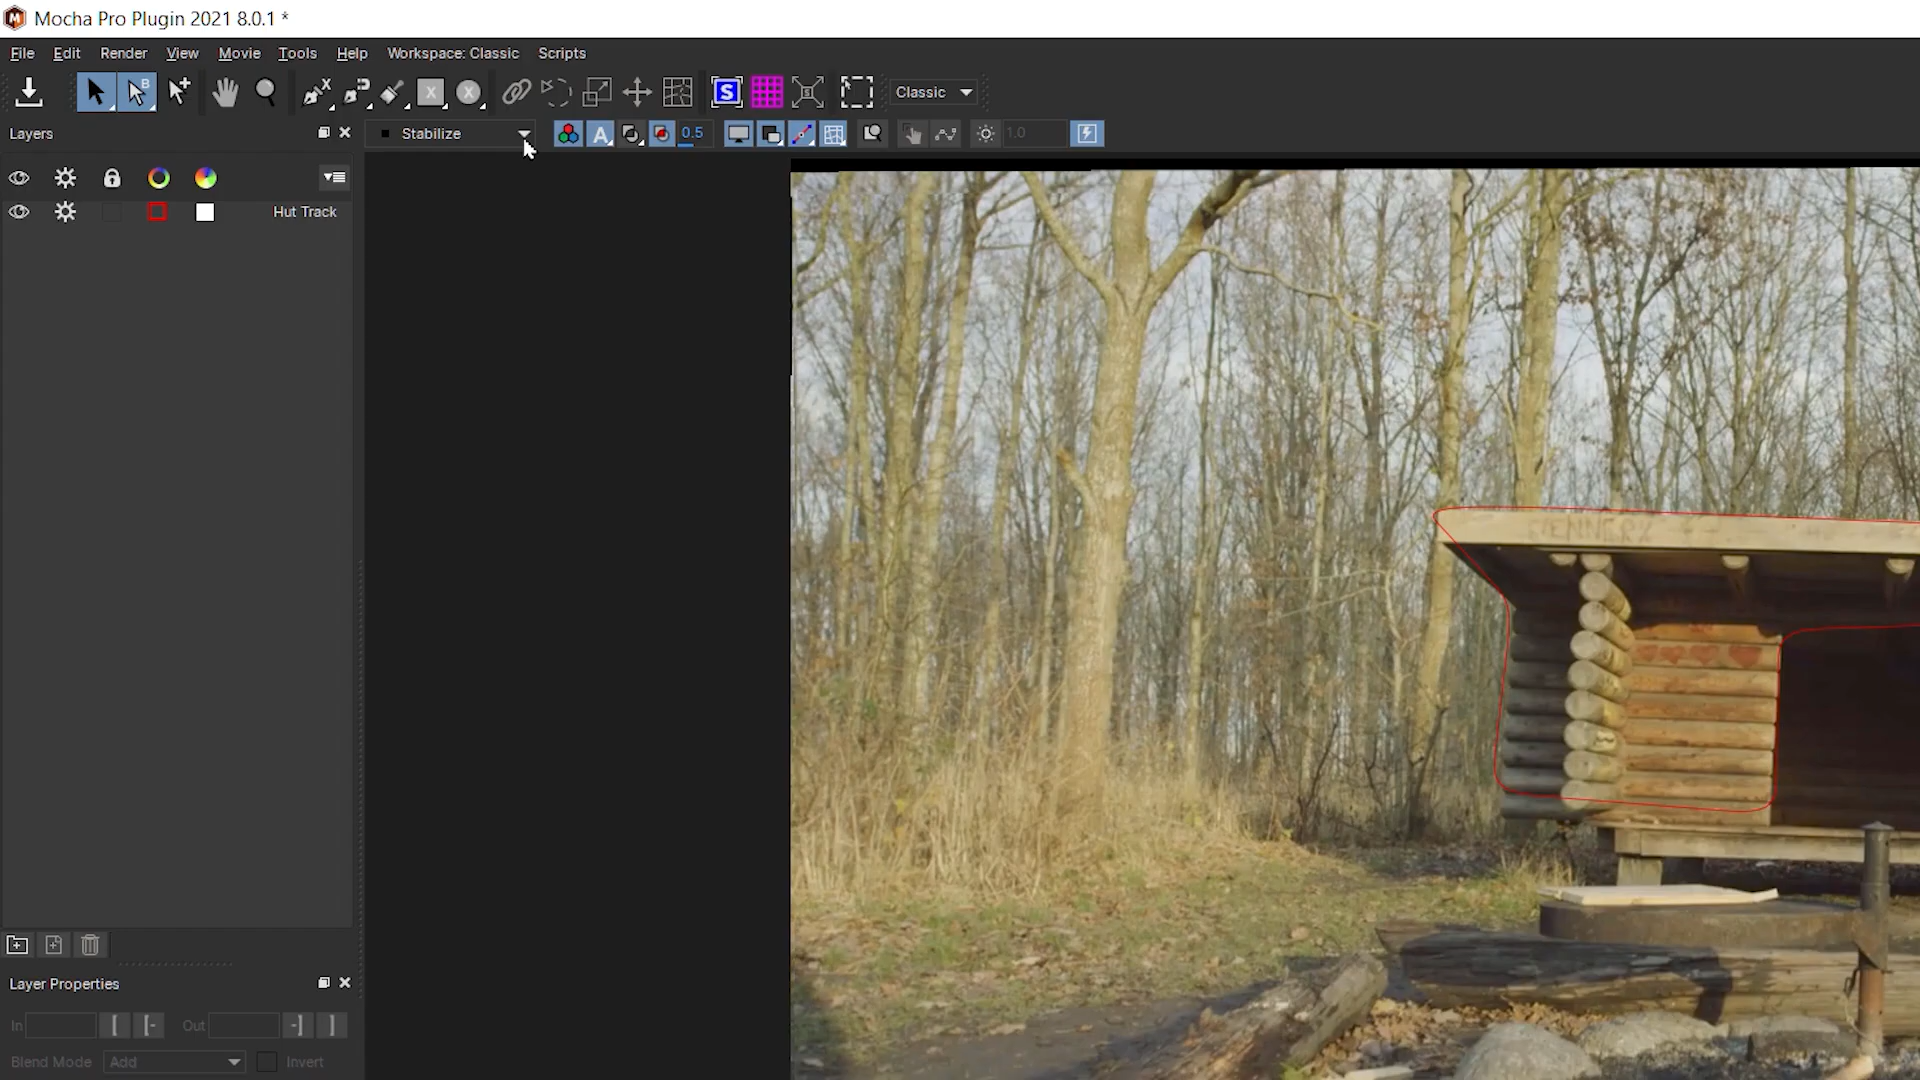 Mocha Pro Plugin 2021 8.0.1 *
File Edit Render View Movie Tools Help Workspace: Classic Scripts
Classic
Layers
Stabilize
A
0.5
1.0
Hut Track
Layer Properties
In Out
Blend Mode Add Invert